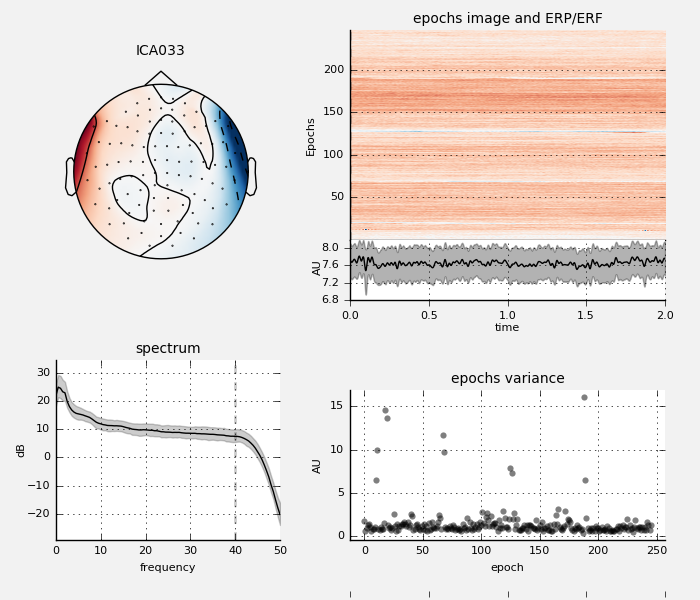 ICA033
epochs image and ERP/ERF
Epochs
200
150
100
50
AU
8.0
7.6
7.2
6.8
0.0 0.5 1.0 1.5 2.0
time
spectrum
dB
30
20
10
0
−10
−20
0 10 20 30 40 50
frequency
epochs variance
AU
15
10
5
0
0 50 100 150 200 250
epoch